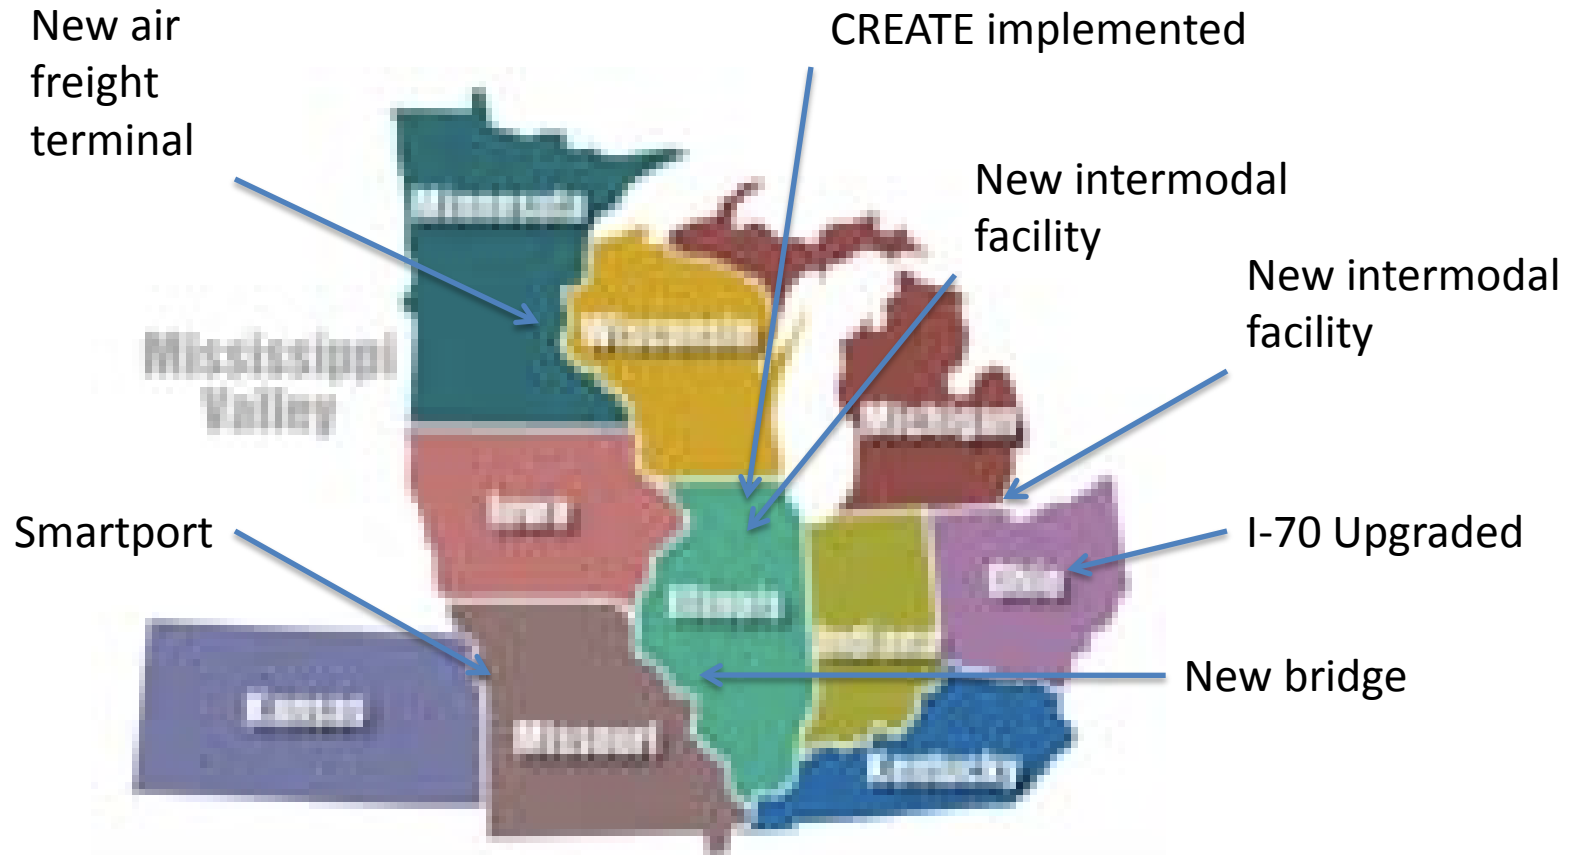 New air
freight
terminal
CREATE implemented
New intermodal
facility
New intermodal
facility
Minnesota
Wisconsin
Mississippi
Valley
Michigan
Iowa
Smartport
I-70 Upgraded
Ohio
Illinois
Indiana
New bridge
Kansas
Missouri
Kentucky